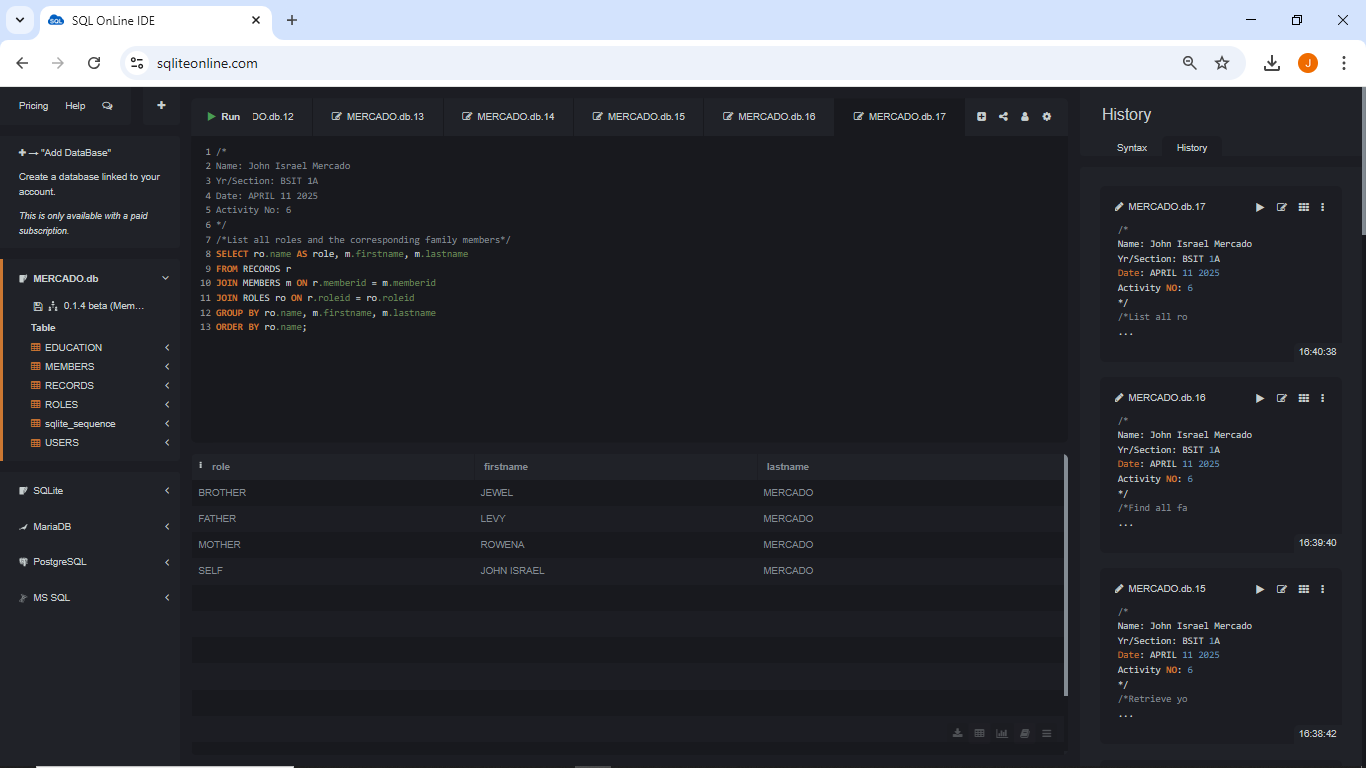 SQL OnLine IDE
sqliteonline.com
J
Pricing Help
"Add DataBase"
Create a database linked to your
account.
This is only available with a paid
subscription.
MERCADO.db
0.1.4 beta (Mem...
Table
EDUCATION
MEMBERS
RECORDS
ROLES
sqlite_sequence
USERS
SQLite
MariaDB
PostgreSQL
MS SQL
Run DO.db.12 MERCADO.db.13 MERCADO.db.14 MERCADO.db.15 MERCADO.db.16 MERCADO.db.17
1 /*
2 Name: John Israel Mercado
3 Yr/Section: BSIT 1A
4 Date: APRIL 11 2025
5 Activity No: 6
6 */
7 /*List all roles and the corresponding family members*/
8 SELECT ro.name AS role, m.firstname, m.lastname
9 FROM RECORDS r
10 JOIN MEMBERS m ON r.memberid = m.memberid
11 JOIN ROLES ro ON r.roleid = ro.roleid
12 GROUP BY ro.name, m.firstname, m.lastname
13 ORDER BY ro.name;
role firstname lastname
BROTHER JEWEL MERCADO
FATHER LEVY MERCADO
MOTHER ROWENA MERCADO
SELF JOHN ISRAEL MERCADO
History
Syntax History
MERCADO.db.17
/*
Name: John Israel Mercado
Yr/Section: BSIT 1A
Date: APRIL 11 2025
Activity NO: 6
*/
/*List all ro
...
16:40:38
MERCADO.db.16
/*
Name: John Israel Mercado
Yr/Section: BSIT 1A
Date: APRIL 11 2025
Activity NO: 6
*/
/*Find all fa
...
16:39:40
MERCADO.db.15
/*
Name: John Israel Mercado
Yr/Section: BSIT 1A
Date: APRIL 11 2025
Activity NO: 6
*/
/*Retrieve yo
...
16:38:42